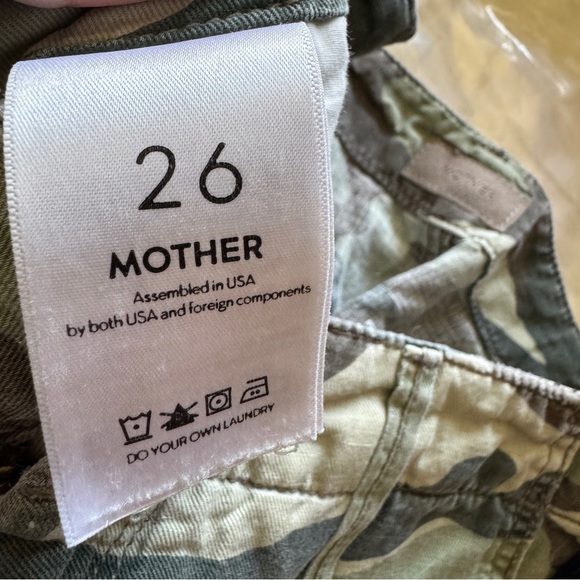 26
MOTHER
Assembled in USA
by both USA and foreign components
DO YOUR OWN LAUNDRY